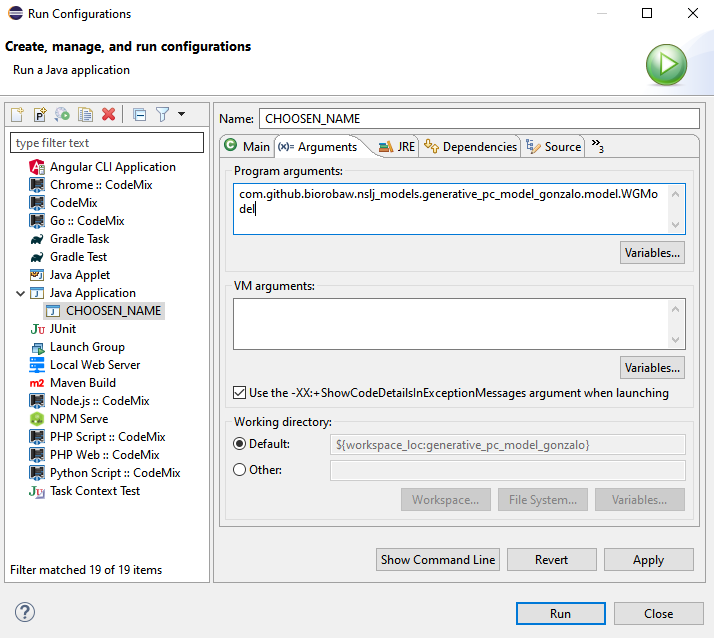 Run Configurations
Create, manage, and run configurations
Run a Java application
type filter text
Angular CLI Application
Chrome :: CodeMix
CodeMix
Go :: CodeMix
Gradle Task
Gradle Test
Java Applet
Java Application
CHOOSEN_NAME
JUnit
Launch Group
Local Web Server
Maven Build
Node.js :: CodeMix
NPM Serve
PHP Script :: CodeMix
PHP Web :: CodeMix
Python Script :: CodeMix
Task Context Test
Filter matched 19 of 19 items
Name: CHOOSEN_NAME
Main (x)= Arguments JRE Dependencies Source »3
Program arguments:
com.github.biorobaw.nslj_models.generative_pc_model_gonzalo.model.WGMo
del
Variables...
VM arguments:
Variables...
Use the -XX:+ShowCodeDetailsInExceptionMessages argument when launching
Working directory:
Default: ${workspace_loc:generative_pc_model_gonzalo}
Other:
Workspace... File System... Variables...
Show Command Line Revert Apply
? Run Close